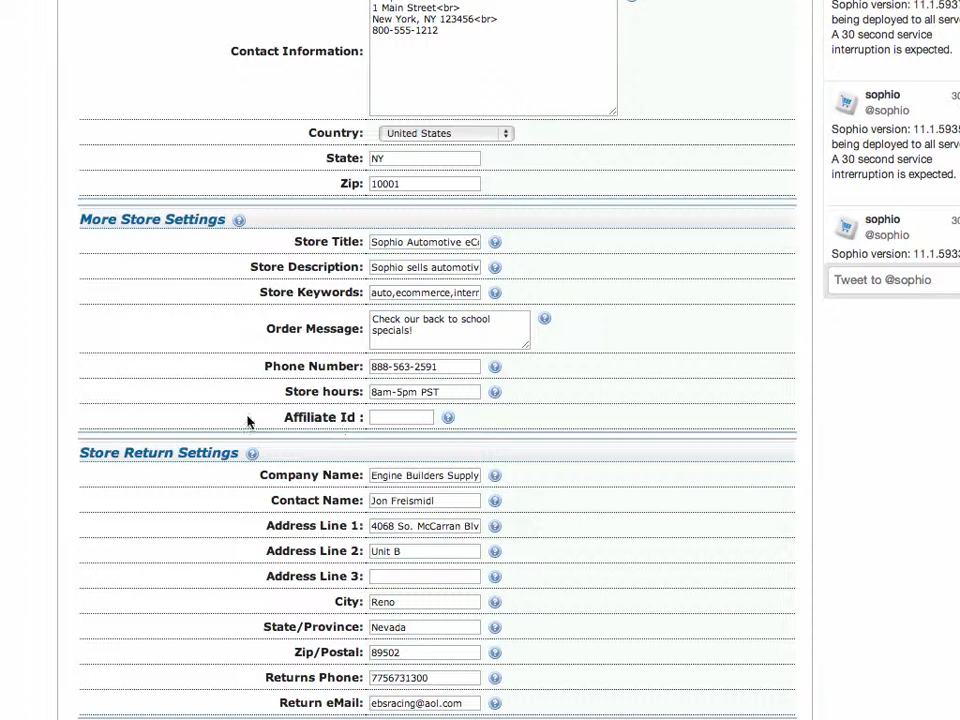 1 Main Street<br>
New York, NY 123456<br>
800-555-1212
Contact Information:
Country: United States
State: NY
Zip: 10001
More Store Settings
Store Title: Sophio Automotive eC
Store Description: Sophio sells automotiv
Store Keywords: auto,ecommerce,interr
Order Message: Check our back to school
specials!
Phone Number: 888-563-2591
Store hours: 8am-5pm PST
Affiliate Id :
Store Return Settings
Company Name: Engine Builders Supply
Contact Name: Jon Freismidl
Address Line 1: 4068 So. McCarran Blv
Address Line 2: Unit B
Address Line 3:
City: Reno
State/Province: Nevada
Zip/Postal: 89502
Returns Phone: 7756731300
Return eMail: ebsracing@aol.com
Sophio version: 11.1.593
being deployed to all serv
A 30 second service
interruption is expected.
sophio 30
@sophio
Sophio version: 11.1.593
being deployed to all serv
A 30 second service
intrerruption is expected.
sophio 30
@sophio
Sophio version: 11.1.593
Tweet to @sophio